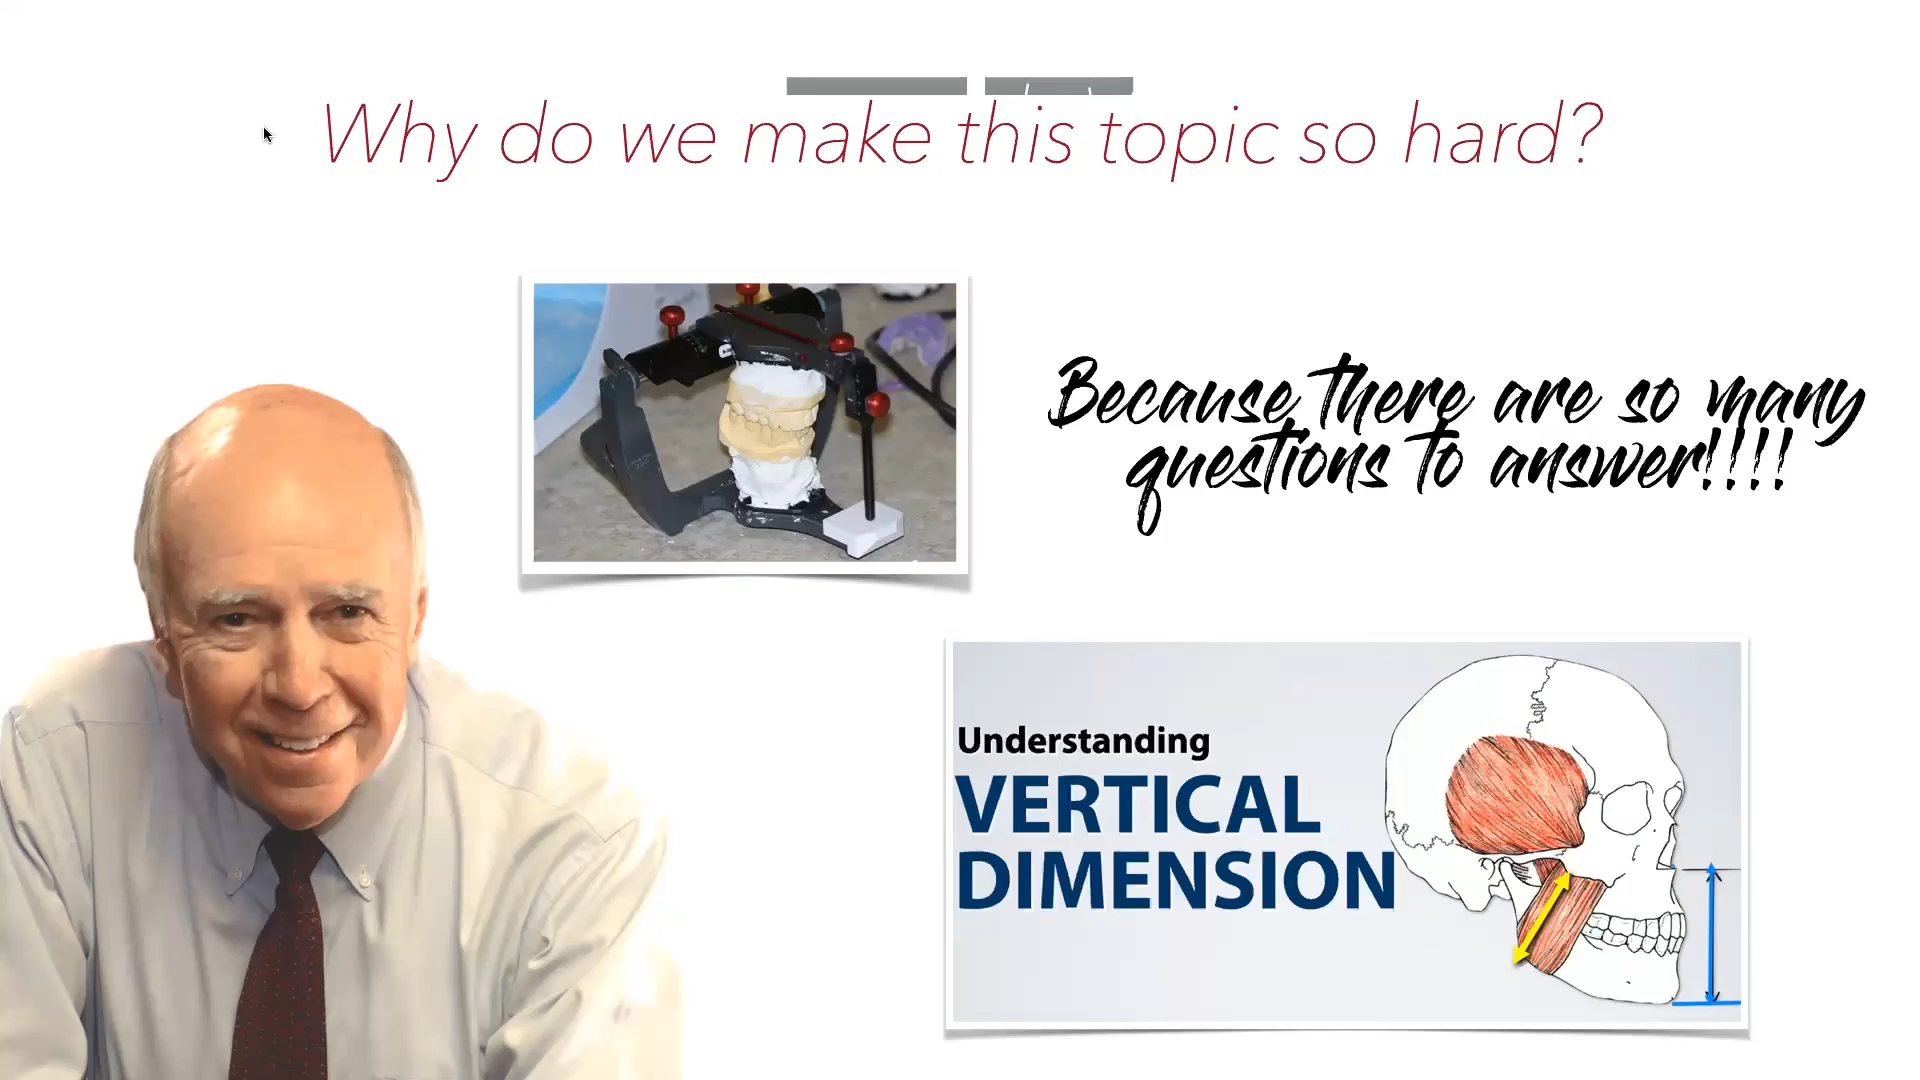 Why do we make this topic so hard?
Because there are so many
questions to answer!!!!
Understanding
VERTICAL
DIMENSION